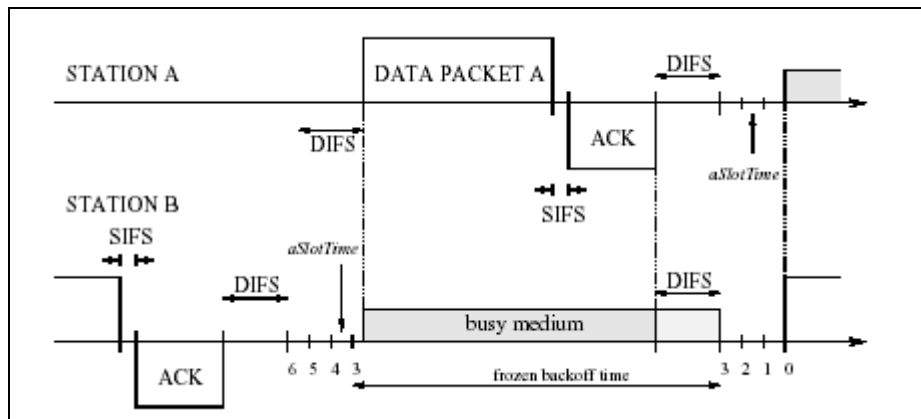 STATION A
DATA PACKET A
DIFS
DIFS
ACK
aSlotTime
STATION B
SIFS
SIFS
aSlotTime
DIFS
DIFS
busy medium
ACK
6 5 4 3
3 2 1 0
frozen backoff time